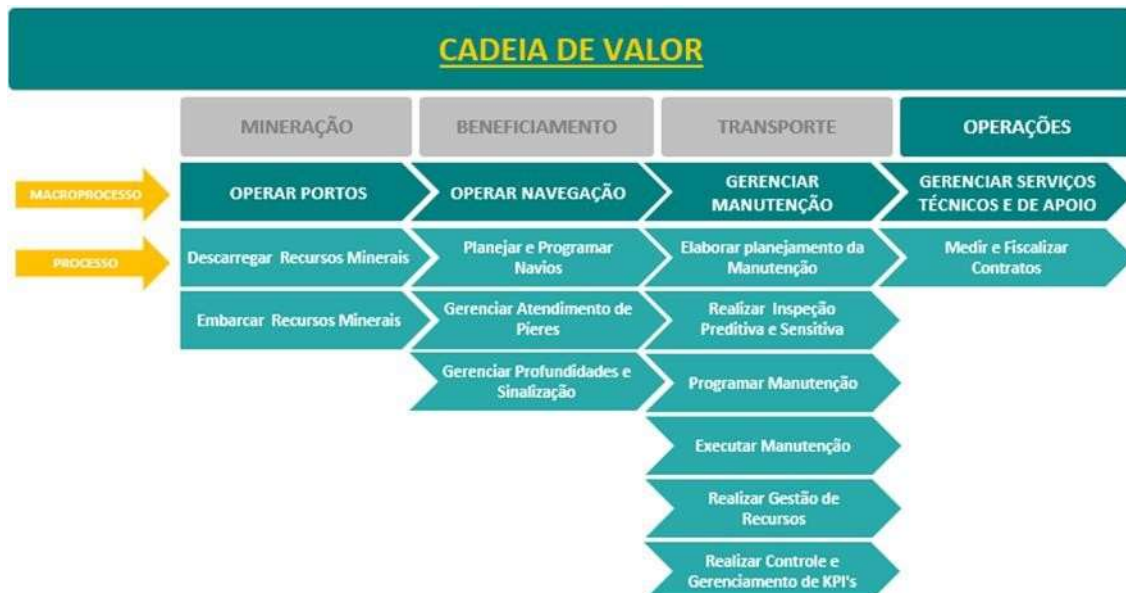 CADEIA DE VALOR
MINERAÇÃO
BENEFICIAMENTO
TRANSPORTE
OPERAÇÕES
MACROPROCESSO
OPERAR PORTOS
OPERAR NAVEGAÇÃO
GERENCIAR
MANUTENÇÃO
GERENCIAR SERVIÇOS
TÉCNICOS E DE APOIO
PROCESSO
Descarregar Recursos Minerais
Planejar e Programar
Navios
Elaborar planejamento da
Manutenção
Medir e Fiscalizar
Contratos
Embarcar Recursos Minerais
Gerenciar Atendimento de
Píeres
Realizar Inspeção
Preditiva e Sensitiva
Gerenciar Profundidades e
Sinalização
Programar Manutenção
Executar Manutenção
Realizar Gestão de
Recursos
Realizar Controle e
Gerenciamento de KPI's